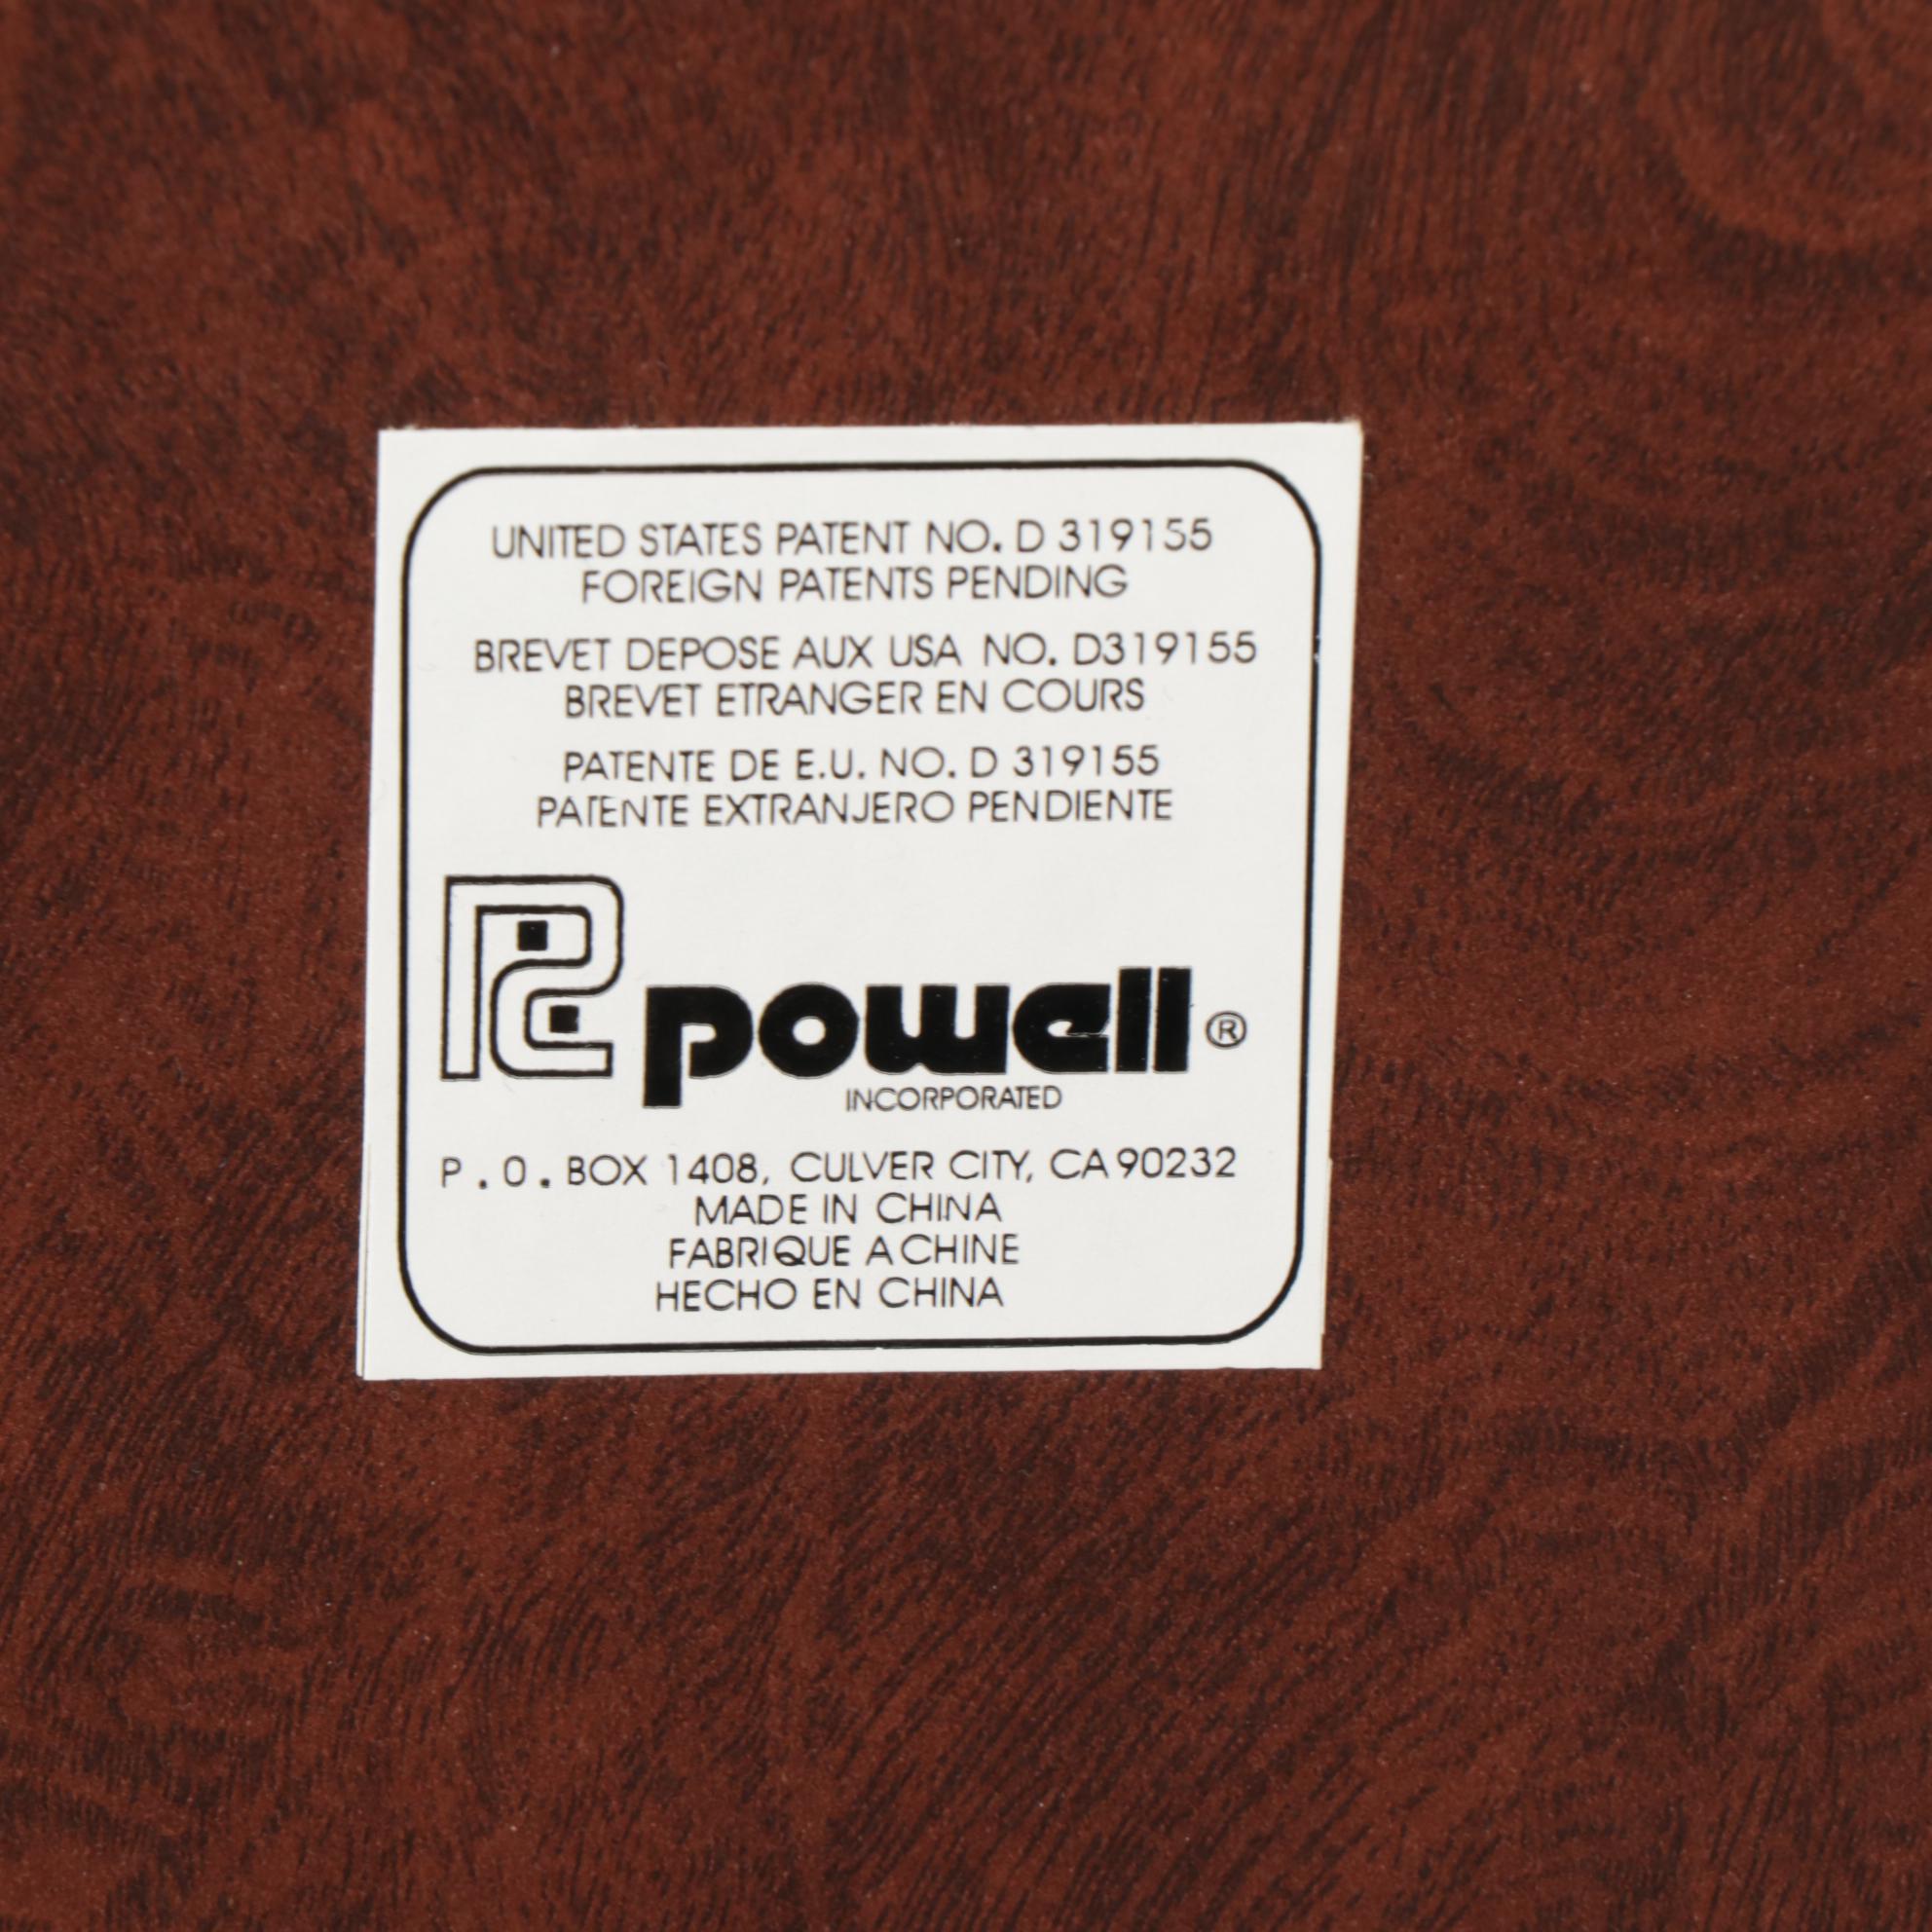 UNITED STATES PATENT NO. D 319155
FOREIGN PATENTS PENDING
BREVET DEPOSE AUX USA NO. D319155
BREVET ETRANGER EN COURS
PATENTE DE E.U. NO. D 319155
PATENTE EXTRANJERO PENDIENTE
powell ®
INCORPORATED
P.O. BOX 1408, CULVER CITY, CA 90232
MADE IN CHINA
FABRIQUE A CHINE
HECHO EN CHINA